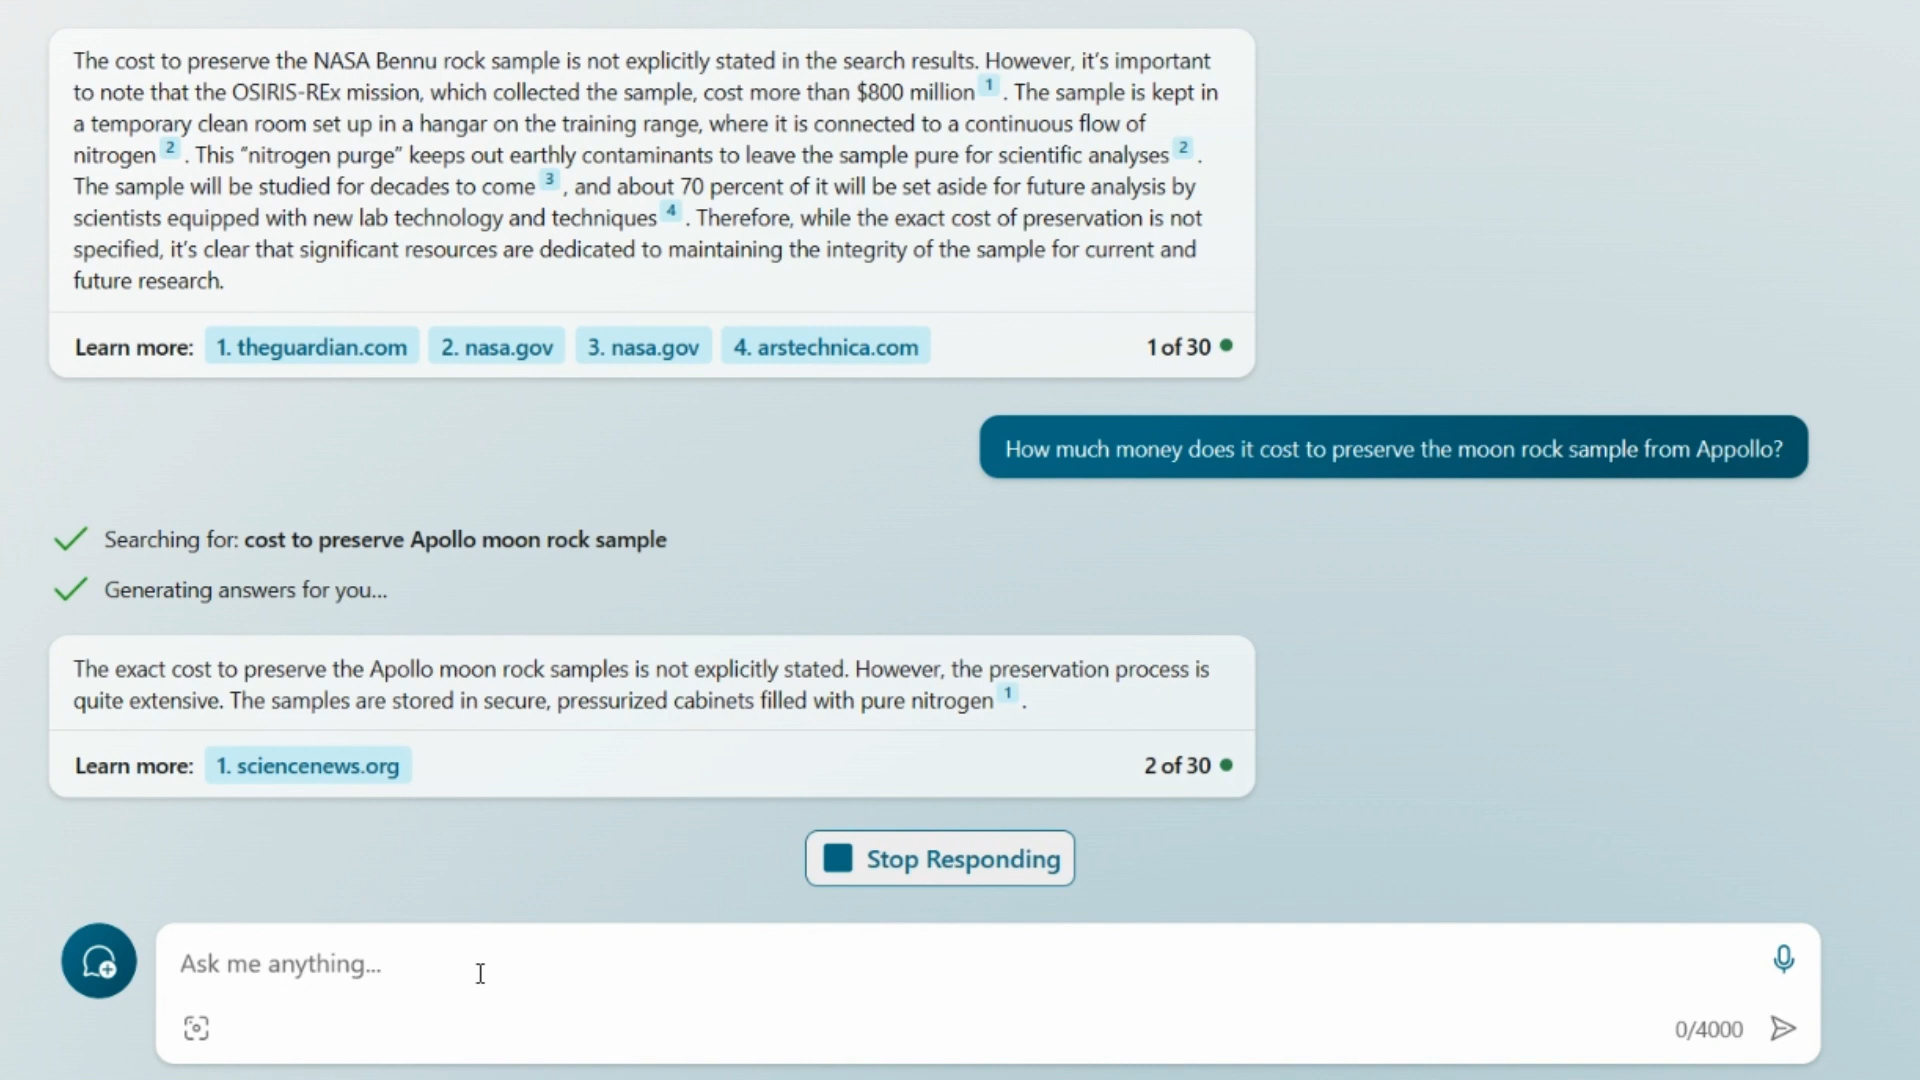 The cost to preserve the NASA Bennu rock sample is not explicitly stated in the search results. However, it's important
to note that the OSIRIS-REx mission, which collected the sample, cost more than $800 million 1 . The sample is kept in
a temporary clean room set up in a hangar on the training range, where it is connected to a continuous flow of
nitrogen 2 . This “nitrogen purge” keeps out earthly contaminants to leave the sample pure for scientific analyses 2 .
The sample will be studied for decades to come 3 , and about 70 percent of it will be set aside for future analysis by
scientists equipped with new lab technology and techniques 4 . Therefore, while the exact cost of preservation is not
specified, it's clear that significant resources are dedicated to maintaining the integrity of the sample for current and
future research.
Learn more: 1. theguardian.com 2. nasa.gov 3. nasa.gov 4. arstechnica.com 1 of 30
How much money does it cost to preserve the moon rock sample from Appollo?
Searching for: cost to preserve Apollo moon rock sample
Generating answers for you...
The exact cost to preserve the Apollo moon rock samples is not explicitly stated. However, the preservation process is
quite extensive. The samples are stored in secure, pressurized cabinets filled with pure nitrogen 1 .
Learn more: 1. sciencenews.org 2 of 30
Stop Responding
Ask me anything...
0/4000